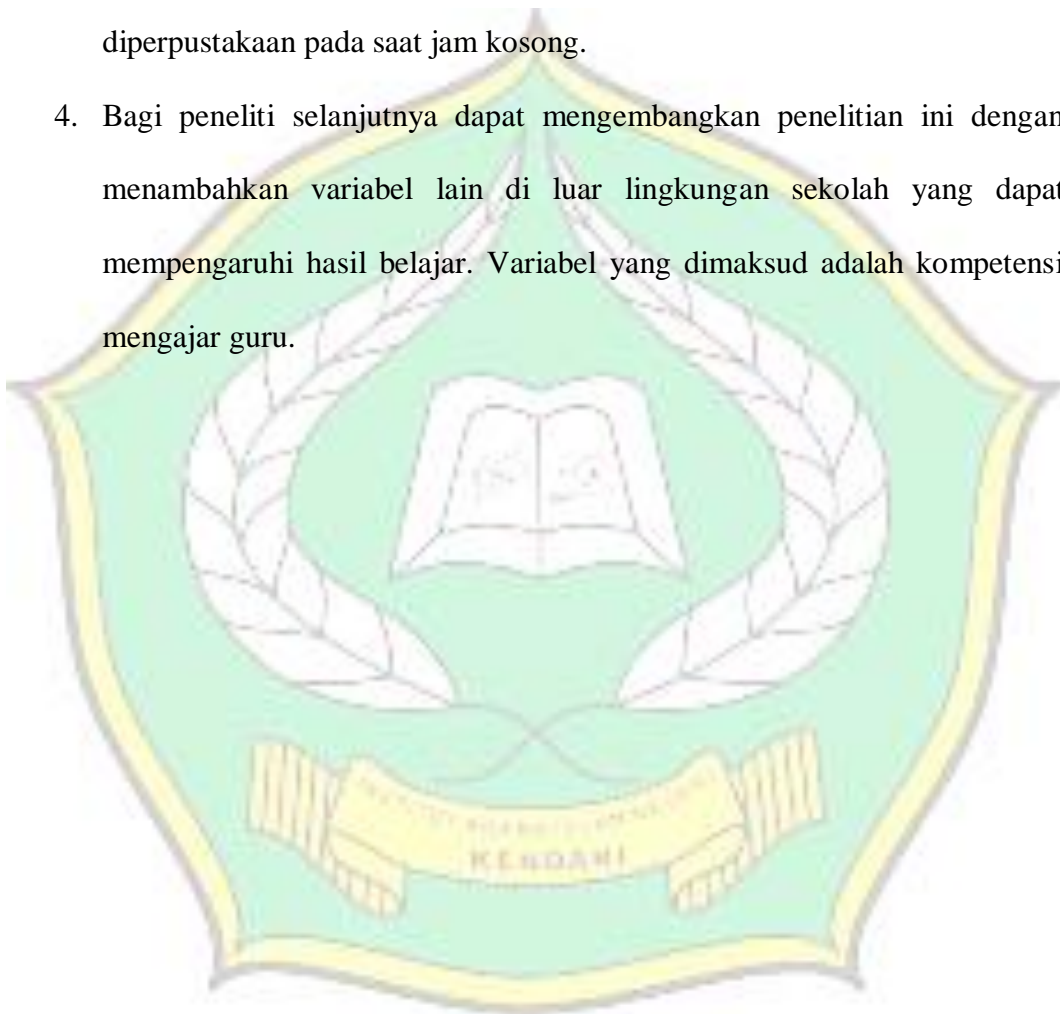 diperpustakaan pada saat jam kosong.
4. Bagi peneliti selanjutnya dapat mengembangkan penelitian ini dengan
menambahkan variabel lain di luar lingkungan sekolah yang dapat
mempengaruhi hasil belajar. Variabel yang dimaksud adalah kompetensi
mengajar guru.
KENDARI